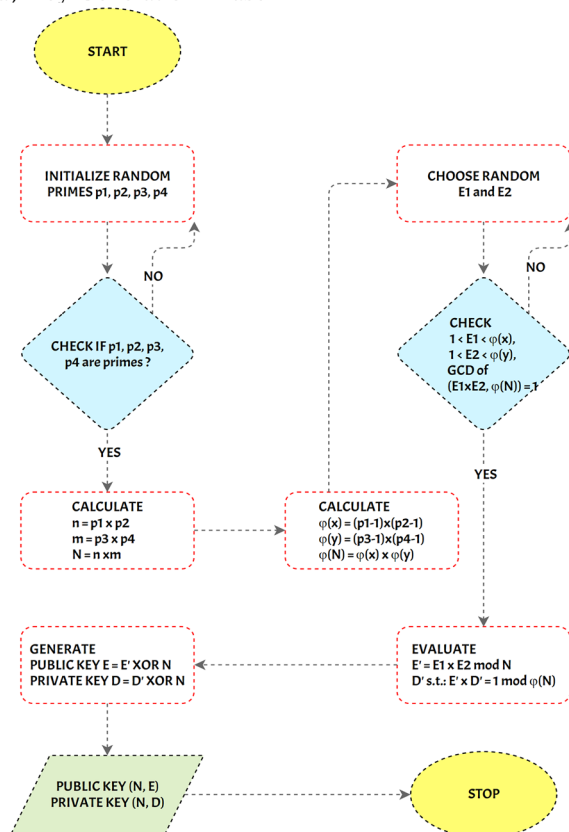 START
INITIALIZE RANDOM
PRIMES p1, p2, p3, p4
NO
CHECK IF p1, p2, p3,
p4 are primes ?
YES
CALCULATE
n = p1 x p2
m = p3 x p4
N = n xm
CALCULATE
φ(x) = (p1-1)x(p2-1)
φ(y) = (p3-1)x(p4-1)
φ(N) = φ(x) x φ(y)
CHOOSE RANDOM
E1 and E2
NO
CHECK
1 < E1 < φ(x),
1 < E2 < φ(y),
GCD of
(E1xE2, φ(N)) = 1
YES
EVALUATE
E' = E1 x E2 mod N
D' s.t.: E' x D' = 1 mod φ(N)
GENERATE
PUBLIC KEY E = E' XOR N
PRIVATE KEY D = D' XOR N
PUBLIC KEY (N, E)
PRIVATE KEY (N, D)
STOP